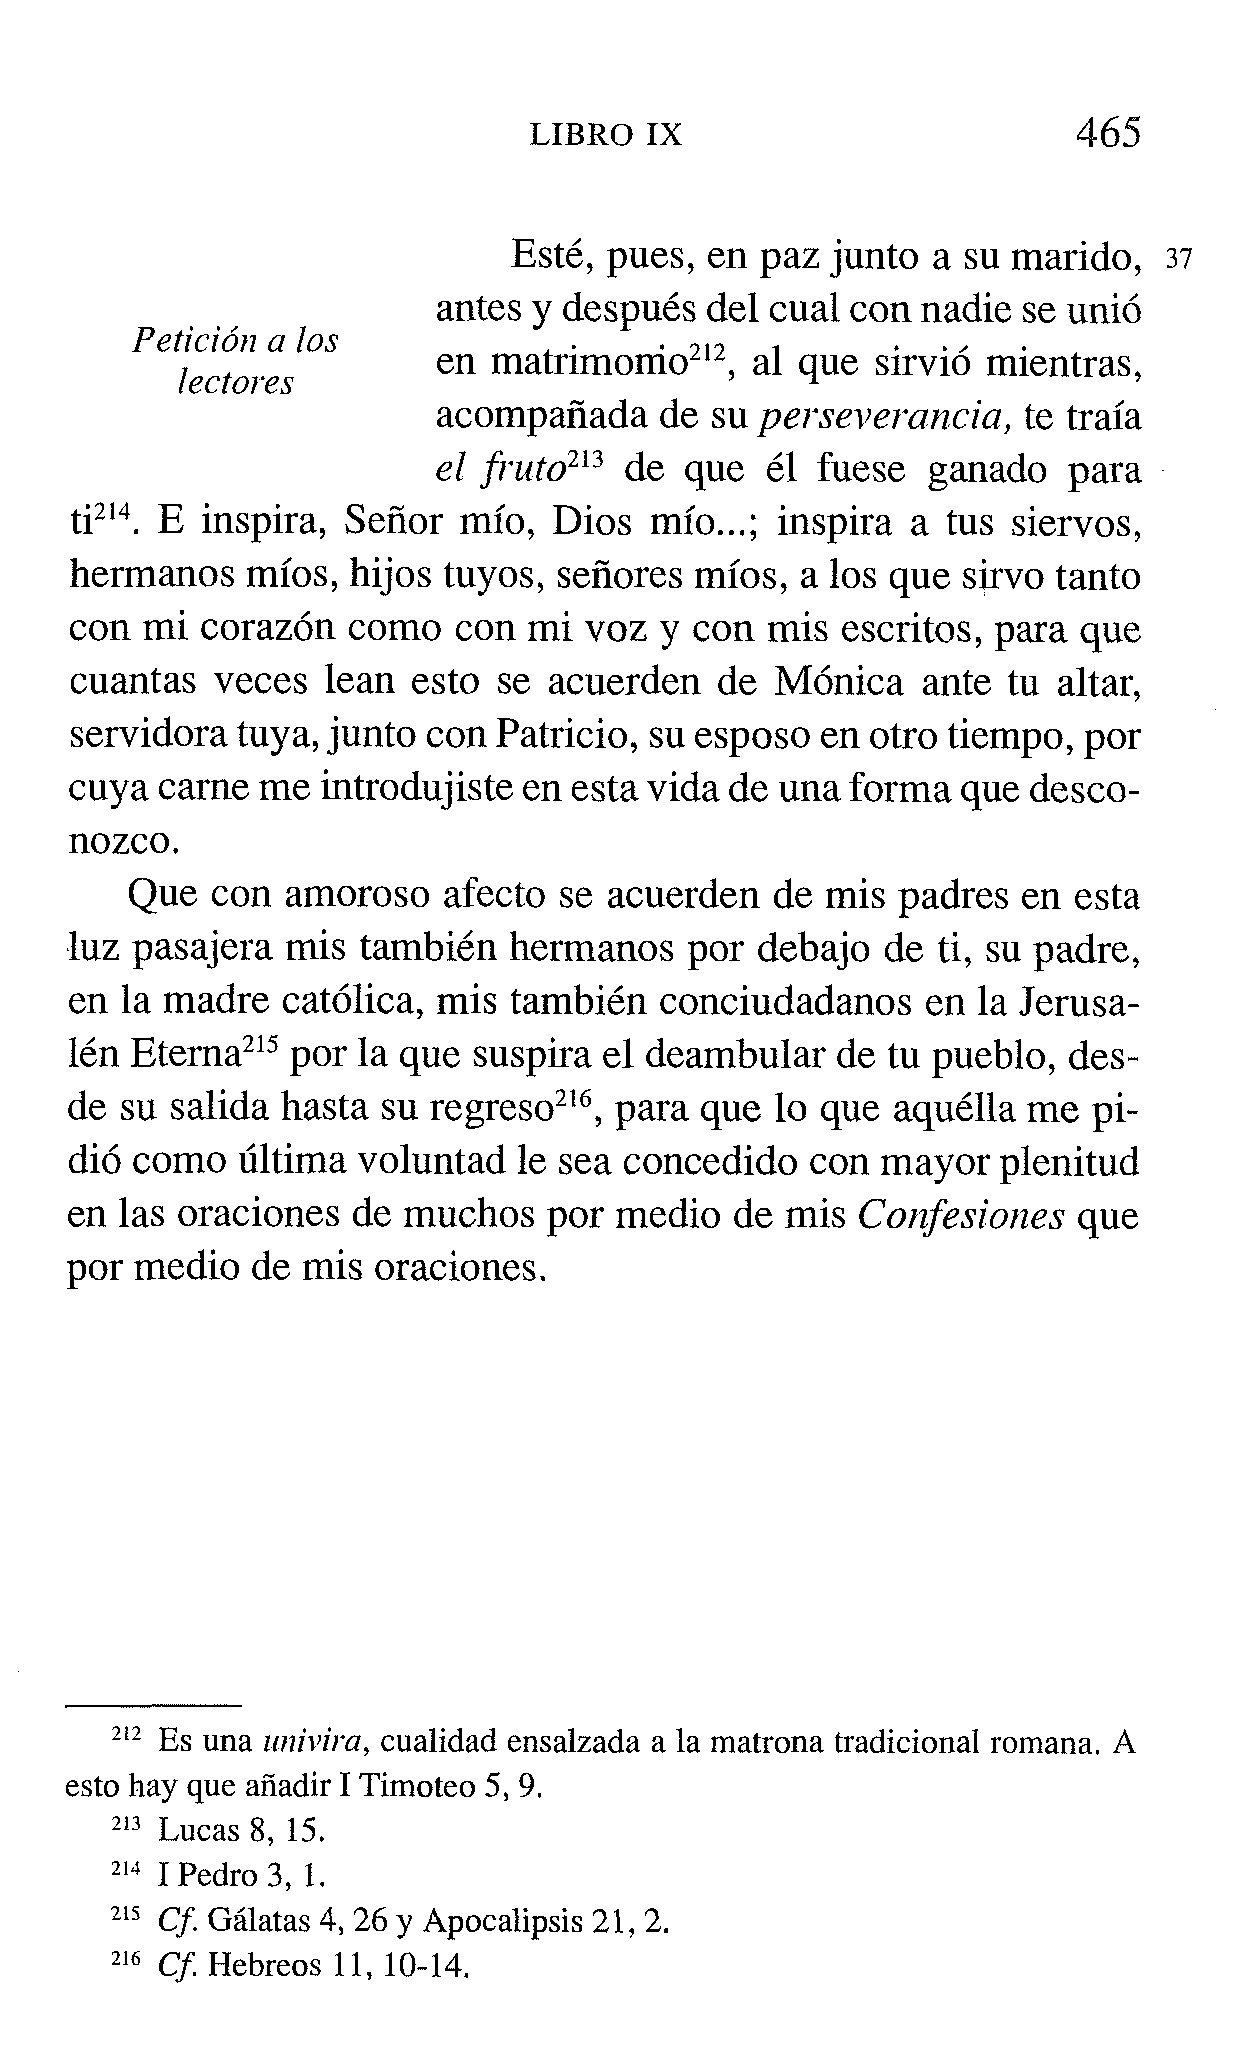 LIBRO IX 465
Esté, pues, en paz junto a su marido, 37
antes y después del cual con nadie se unió
Petición a los
lectores
en matrimonio²¹², al que sirvió mientras,
acompañada de su perseverancia, te traía
el fruto²¹³ de que él fuese ganado para
ti²¹⁴. E inspira, Señor mío, Dios mío...; inspira a tus siervos,
hermanos míos, hijos tuyos, señores míos, a los que sirvo tanto
con mi corazón como con mi voz y con mis escritos, para que
cuantas veces lean esto se acuerden de Mónica ante tu altar,
servidora tuya, junto con Patricio, su esposo en otro tiempo, por
cuya carne me introdujiste en esta vida de una forma que desco-
nozco.
Que con amoroso afecto se acuerden de mis padres en esta
luz pasajera mis también hermanos por debajo de ti, su padre,
en la madre católica, mis también conciudadanos en la Jerusa-
lén Eterna²¹⁵ por la que suspira el deambular de tu pueblo, des-
de su salida hasta su regreso²¹⁶, para que lo que aquélla me pi-
dió como última voluntad le sea concedido con mayor plenitud
en las oraciones de muchos por medio de mis Confesiones que
por medio de mis oraciones.
²¹² Es una univira, cualidad ensalzada a la matrona tradicional romana. A
esto hay que añadir I Timoteo 5, 9.
²¹³ Lucas 8, 15.
²¹⁴ I Pedro 3, 1.
²¹⁵ Cf. Gálatas 4, 26 y Apocalipsis 21, 2.
²¹⁶ Cf. Hebreos 11, 10-14.